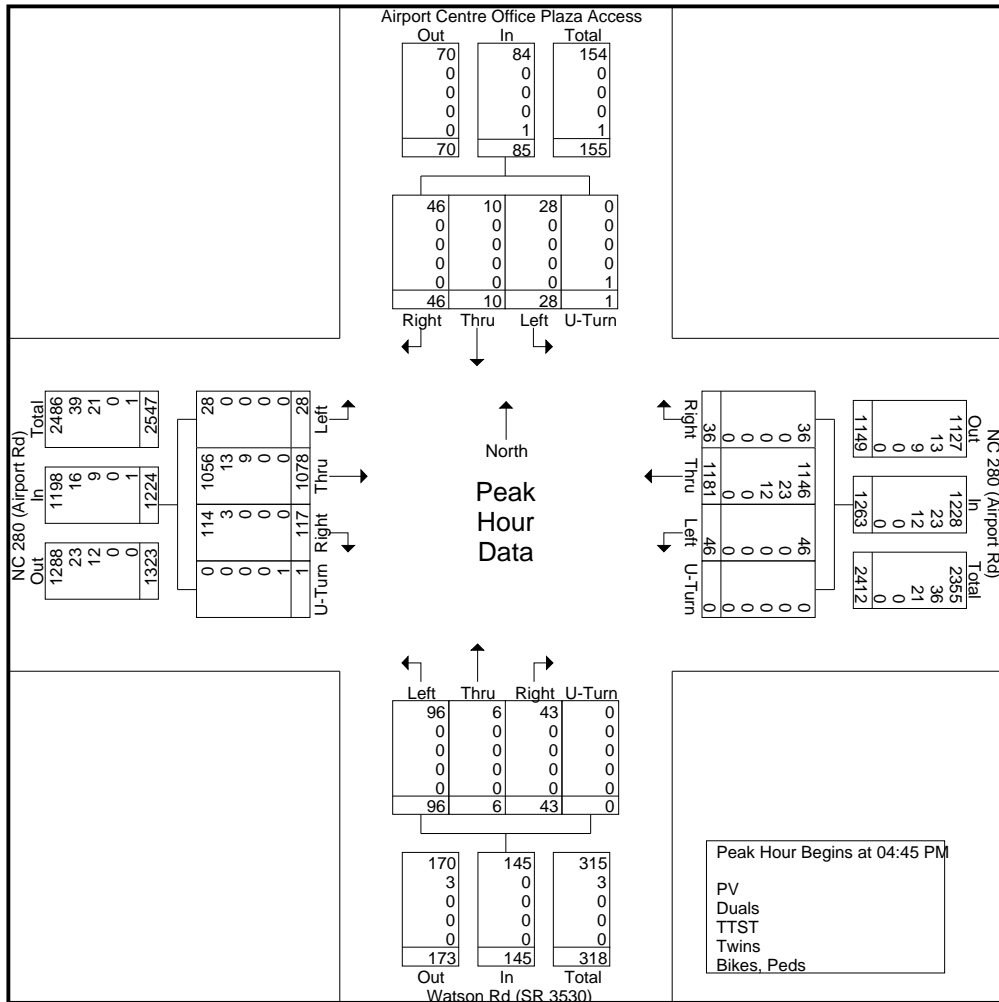 Airport Centre Office Plaza Access
Out In Total
70 84 154
0 0 0
0 0 0
0 0 0
0 1 1
70 85 155
46 10 28 0
0 0 0 0
0 0 0 0
0 0 0 0
0 0 0 1
46 10 28 1
Right Thru Left U-Turn
NC 280 (Airport Rd)
Total
2486 39 21 0 1 2547
In
1198 16 9 0 1 1224
Out
1288 23 12 0 0 1323
28 0 0 0 0 28
Left
1056 13 9 0 0 1078
Thru
114 3 0 0 0 117
Right
0 0 0 0 1 1
U-Turn
North
Peak
Hour
Data
Right
36 0 0 0 0 36
Thru
1146 23 12 0 0 1181
Left
46 0 0 0 0 46
U-Turn
0 0 0 0 0 0
NC 280 (Airport Rd)
Out
1127 13 9 0 0 1149
In
1228 23 12 0 0 1263
Total
2355 36 21 0 0 2412
Left Thru Right U-Turn
96 6 43 0
0 0 0 0
0 0 0 0
0 0 0 0
0 0 0 0
96 6 43 0
170 145 315
3 0 3
0 0 0
0 0 0
0 0 0
173 145 318
Out In Total
Watson Rd (SR 3530)
Peak Hour Begins at 04:45 PM
PV
Duals
TTST
Twins
Bikes, Peds